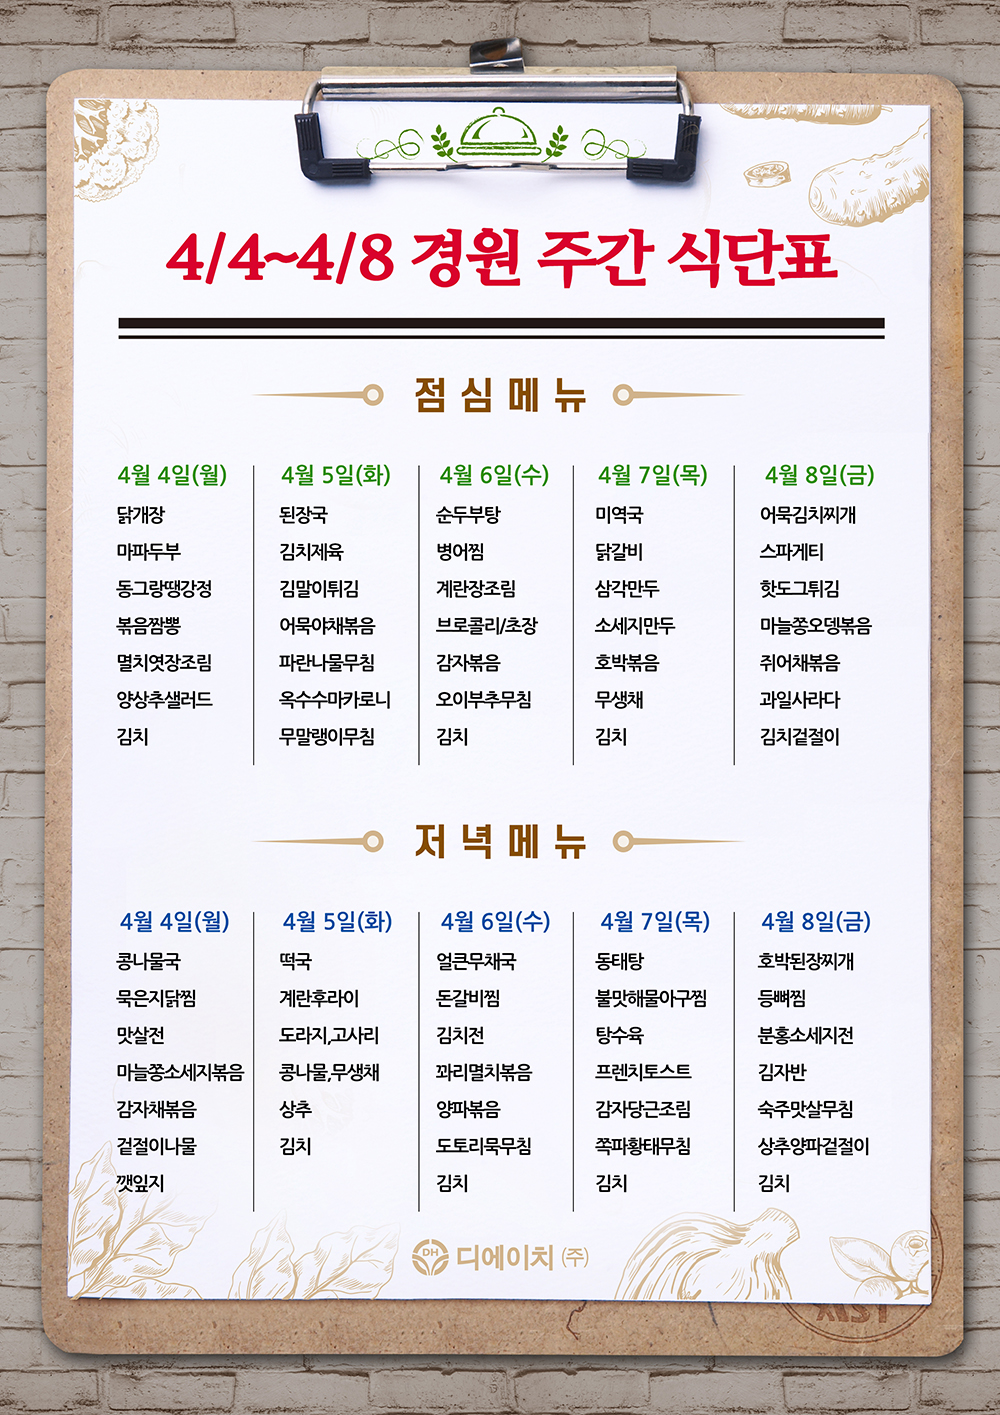 4/4~4/8 경원 주간 식단표
점심메뉴
4월 4일(월)
닭개장
마파두부
동그랑땡강정
볶음짬뽕
멸치엿장조림
양상추샐러드
김치
4월 5일(화)
된장국
김치제육
김말이튀김
어묵야채볶음
파란나물무침
옥수수마카로니
무말랭이무침
4월 6일(수)
순두부탕
병어찜
계란장조림
브로콜리/초장
감자볶음
오이부추무침
김치
4월 7일(목)
미역국
닭갈비
삼각만두
소세지만두
호박볶음
무생채
김치
4월 8일(금)
어묵김치찌개
스파게티
핫도그튀김
마늘쫑오뎅볶음
쥐어채볶음
과일사라다
김치겉절이
저녁메뉴
4월 4일(월)
콩나물국
묵은지닭찜
맛살전
마늘쫑소세지볶음
감자채볶음
겉절이나물
깻잎지
4월 5일(화)
떡국
계란후라이
도라지,고사리
콩나물,무생채
상추
김치
4월 6일(수)
얼큰무채국
돈갈비찜
김치전
꽈리멸치볶음
양파볶음
도토리묵무침
김치
4월 7일(목)
동태탕
불맛해물아구찜
탕수육
프렌치토스트
감자당근조림
쪽파황태무침
김치
4월 8일(금)
호박된장찌개
등뼈찜
분홍소세지전
김자반
숙주맛살무침
상추양파겉절이
김치
DH 디에이치(주)